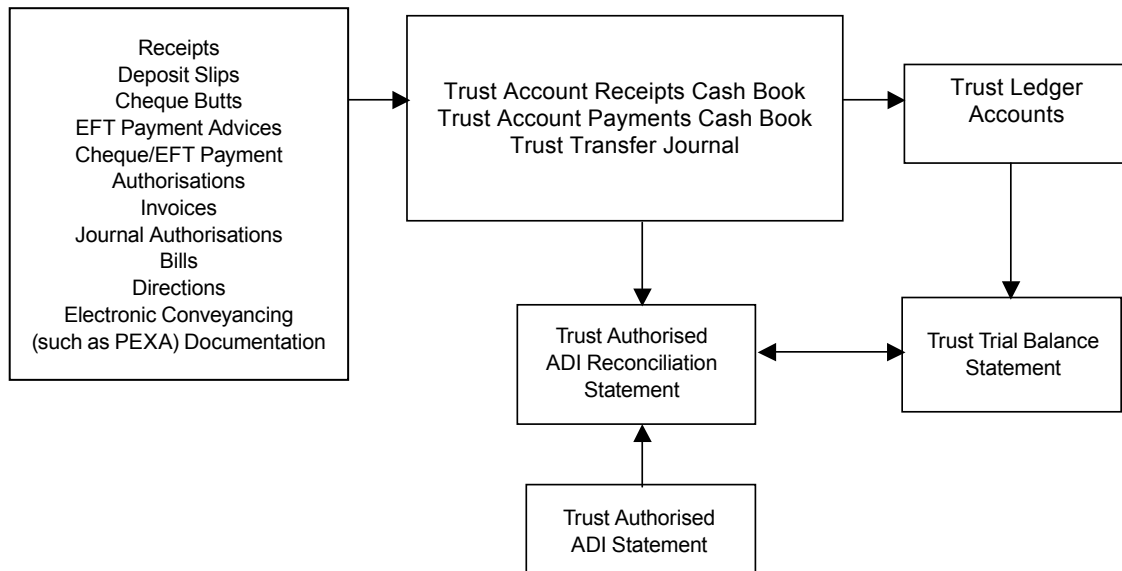 Receipts
Deposit Slips
Cheque Butts
EFT Payment Advices
Cheque/EFT Payment
Authorisations
Invoices
Journal Authorisations
Bills
Directions
Electronic Conveyancing
(such as PEXA) Documentation
Trust Account Receipts Cash Book
Trust Account Payments Cash Book
Trust Transfer Journal
Trust Ledger
Accounts
Trust Authorised
ADI Reconciliation
Statement
Trust Trial Balance
Statement
Trust Authorised
ADI Statement